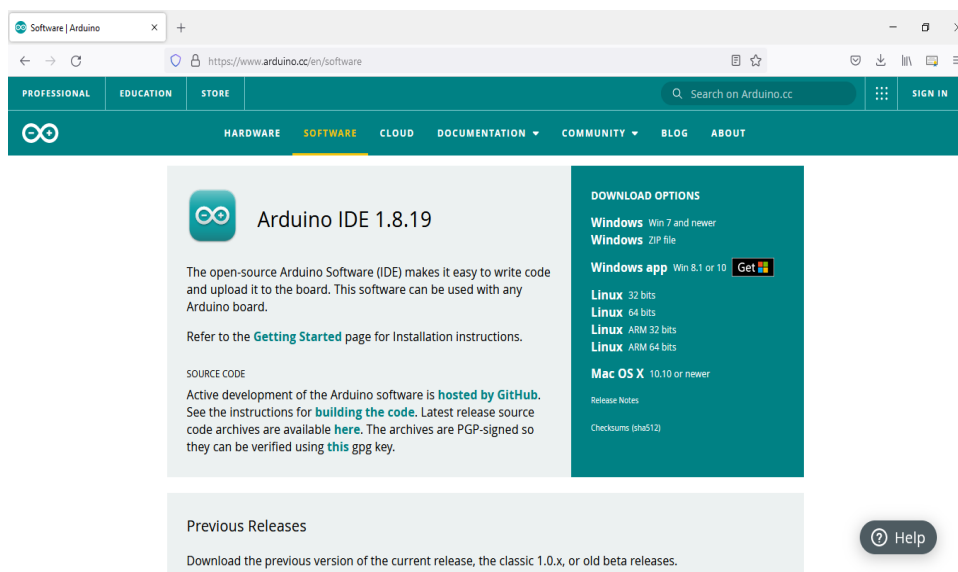 Software | Arduino
https://www.arduino.cc/en/software
PROFESSIONAL EDUCATION STORE Search on Arduino.cc SIGN IN
HARDWARE SOFTWARE CLOUD DOCUMENTATION COMMUNITY BLOG ABOUT
Arduino IDE 1.8.19
The open-source Arduino Software (IDE) makes it easy to write code
and upload it to the board. This software can be used with any
Arduino board.
Refer to the Getting Started page for Installation instructions.
SOURCE CODE
Active development of the Arduino software is hosted by GitHub.
See the instructions for building the code. Latest release source
code archives are available here. The archives are PGP-signed so
they can be verified using this gpg key.
DOWNLOAD OPTIONS
Windows Win 7 and newer
Windows ZIP file
Windows app Win 8.1 or 10 Get
Linux 32 bits
Linux 64 bits
Linux ARM 32 bits
Linux ARM 64 bits
Mac OS X 10.10 or newer
Release Notes
Checksums (sha512)
Previous Releases
Download the previous version of the current release, the classic 1.0.x, or old beta releases.
Help